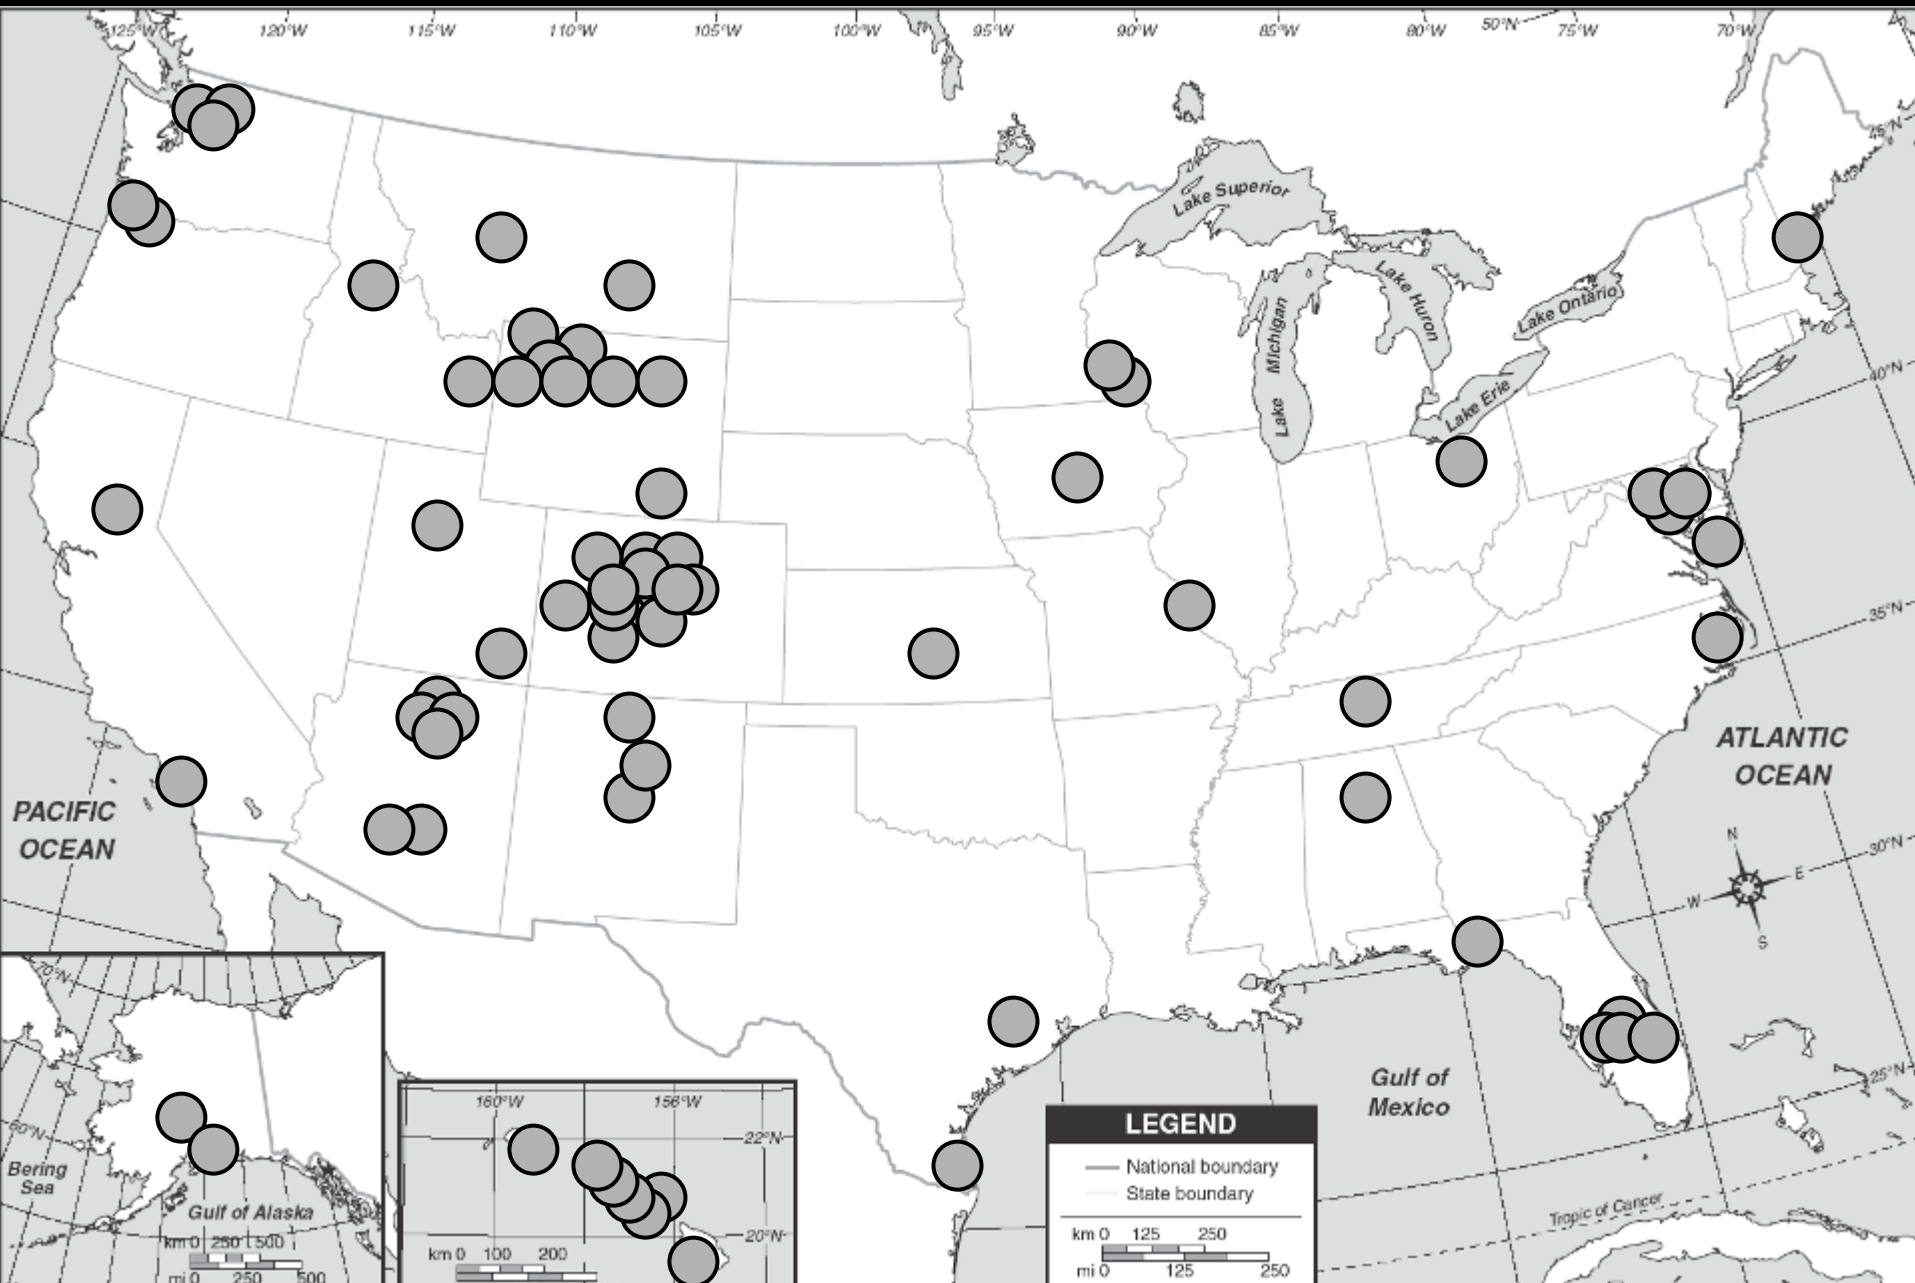 125°W 120°W 115°W 110°W 105°W 100°W 95°W 90°W 85°W 80°W 50°N 75°W 70°W
45°N
Lake Superior
Lake Huron
Lake Ontario
Lake Michigan
Lake Erie
40°N
35°N
ATLANTIC
OCEAN
PACIFIC
OCEAN
N
W E
S
30°N
70°N
Gulf of
Mexico
25°N
60°N
Bering
Sea
Gulf of Alaska
km 0 250 500
mi 0 250 500
160°W 156°W
22°N
20°N
km 0 100 200
LEGEND
National boundary
State boundary
km 0 125 250
mi 0 125 250
Tropic of Cancer